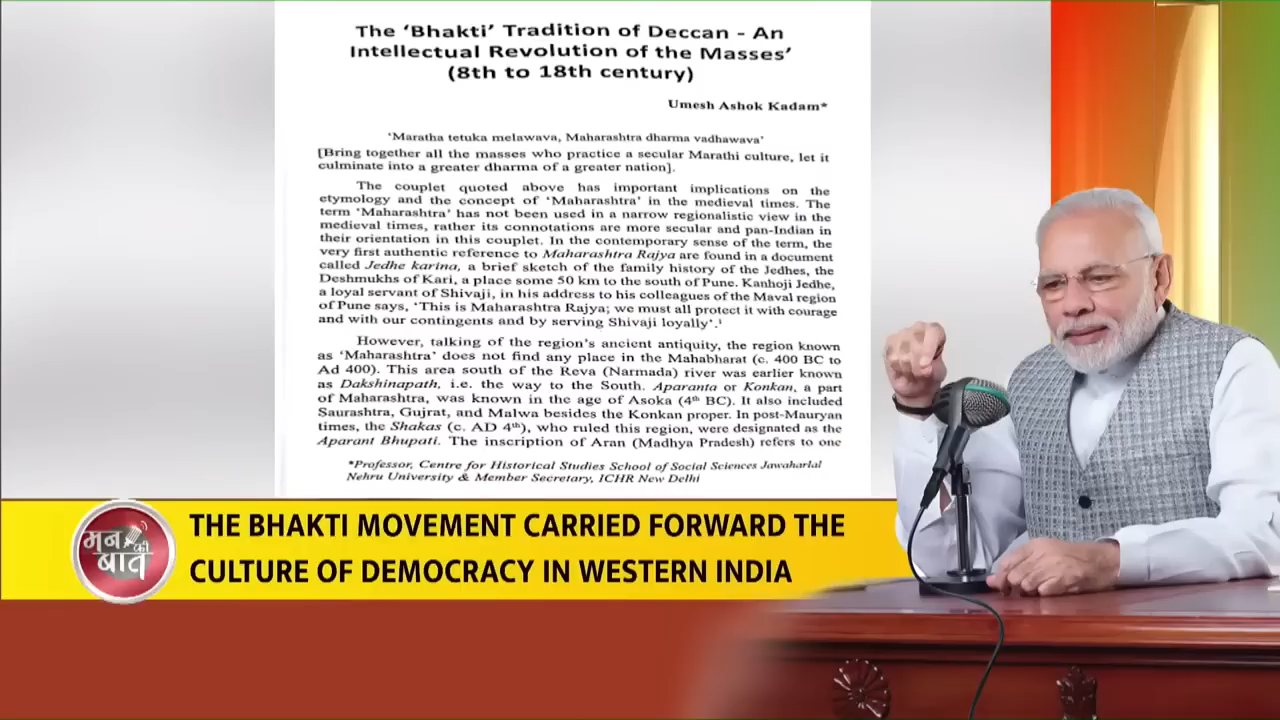 The ‘Bhakti’ Tradition of Deccan - An
Intellectual Revolution of the Masses’
(8th to 18th century)
Umesh Ashok Kadam*
‘Maratha tetuka melawava, Maharashtra dharma vadhawava’
[Bring together all the masses who practice a secular Marathi culture, let it
culminate into a greater dharma of a greater nation].
The couplet quoted above has important implications on the
etymology and the concept of ‘Maharashtra’ in the medieval times. The
term ‘Maharashtra’ has not been used in a narrow regionalistic view in the
medieval times, rather its connotations are more secular and pan-Indian in
their orientation in this couplet. In the contemporary sense of the term, the
very first authentic reference to Maharashtra Rajya are found in a document
called Jedhe karina, a brief sketch of the family history of the Jedhes, the
Deshmukhs of Kari, a place some 50 km to the south of Pune. Kanhoji Jedhe,
a loyal servant of Shivaji, in his address to his colleagues of the Maval region
of Pune says, ‘This is Maharashtra Rajya; we must all protect it with courage
and with our contingents and by serving Shivaji loyally’.¹
However, talking of the region’s ancient antiquity, the region known
as ‘Maharashtra’ does not find any place in the Mahabharat (c. 400 BC to
Ad 400). This area south of the Reva (Narmada) river was earlier known
as Dakshinapath, i.e. the way to the South. Aparanta or Konkan, a part
of Maharashtra, was known in the age of Asoka (4th BC). It also included
Saurashtra, Gujrat, and Malwa besides the Konkan proper. In post-Mauryan
times, the Shakas (c. AD 4th), who ruled this region, were designated as the
Aparant Bhupati. The inscription of Aran (Madhya Pradesh) refers to one
*Professor, Centre for Historical Studies School of Social Sciences Jawaharlal
Nehru University & Member Secretary, ICHR New Delhi
मन की बात
THE BHAKTI MOVEMENT CARRIED FORWARD THE
CULTURE OF DEMOCRACY IN WESTERN INDIA